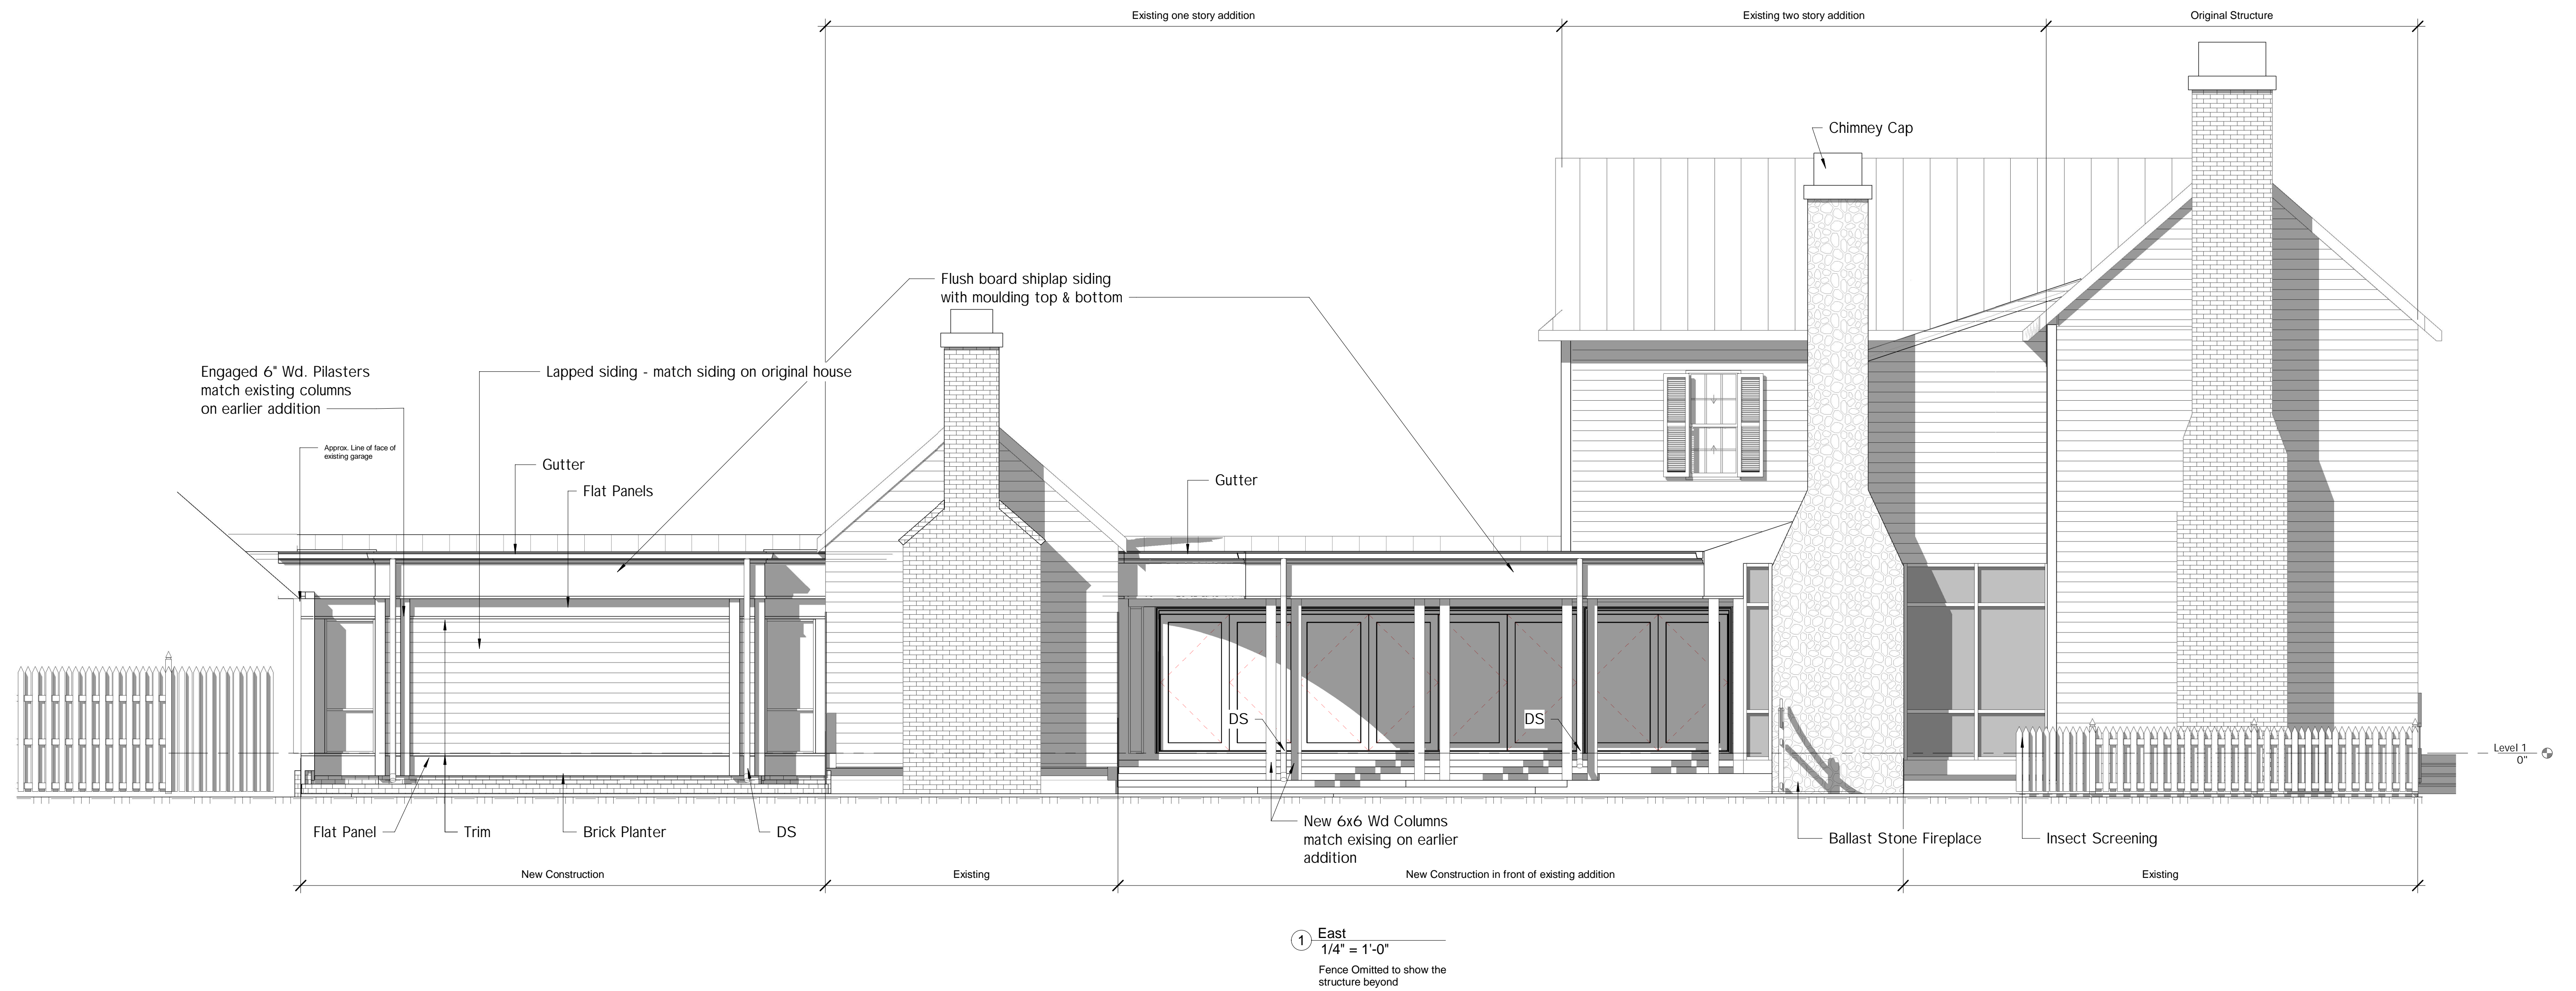 Existing one story addition
Existing two story addition
Original Structure
Chimney Cap
Flush board shiplap siding
with moulding top & bottom
Engaged 6" Wd. Pilasters
match existing columns
on earlier addition
Lapped siding - match siding on original house
Approx. Line of face of
existing garage
Gutter
Flat Panels
Gutter
DS
DS
Level 1
0"
Flat Panel
Trim
Brick Planter
DS
New 6x6 Wd Columns
match exising on earlier
addition
Ballast Stone Fireplace
Insect Screening
New Construction
Existing
New Construction in front of existing addition
Existing
1
East
1/4" = 1'-0"
Fence Omitted to show the
structure beyond